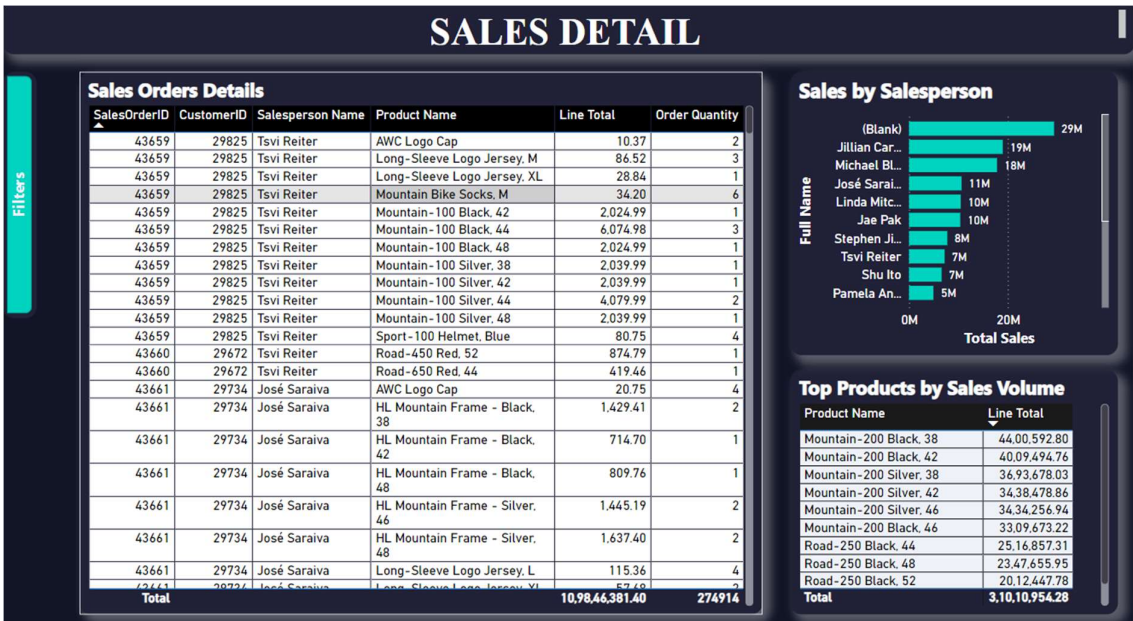 SALES DETAIL
Filters
Sales Orders Details
SalesOrderID CustomerID Salesperson Name Product Name Line Total Order Quantity
43659 29825 Tsvi Reiter AWC Logo Cap 10.37 2
43659 29825 Tsvi Reiter Long-Sleeve Logo Jersey, M 86.52 3
43659 29825 Tsvi Reiter Long-Sleeve Logo Jersey, XL 28.84 1
43659 29825 Tsvi Reiter Mountain Bike Socks, M 34.20 6
43659 29825 Tsvi Reiter Mountain-100 Black, 42 2,024.99 1
43659 29825 Tsvi Reiter Mountain-100 Black, 44 6,074.98 3
43659 29825 Tsvi Reiter Mountain-100 Black, 48 2,024.99 1
43659 29825 Tsvi Reiter Mountain-100 Silver, 38 2,039.99 1
43659 29825 Tsvi Reiter Mountain-100 Silver, 42 2,039.99 1
43659 29825 Tsvi Reiter Mountain-100 Silver, 44 4,079.99 2
43659 29825 Tsvi Reiter Mountain-100 Silver, 48 2,039.99 1
43659 29825 Tsvi Reiter Sport-100 Helmet, Blue 80.75 4
43660 29672 Tsvi Reiter Road-450 Red, 52 874.79 1
43660 29672 Tsvi Reiter Road-650 Red, 44 419.46 1
43661 29734 José Saraiva AWC Logo Cap 20.75 4
43661 29734 José Saraiva HL Mountain Frame - Black, 1,429.41 2
38
43661 29734 José Saraiva HL Mountain Frame - Black, 714.70 1
42
43661 29734 José Saraiva HL Mountain Frame - Black, 809.76 1
48
43661 29734 José Saraiva HL Mountain Frame - Silver, 1,445.19 2
46
43661 29734 José Saraiva HL Mountain Frame - Silver, 1,637.40 2
48
43661 29734 José Saraiva Long-Sleeve Logo Jersey, L 115.36 4
43661 29734 José Saraiva Long-Sleeve Logo Jersey, XL 57.68 2
Total 10,98,46,381.40 274914
Sales by Salesperson
Full Name
(Blank) 29M
Jillian Car... 19M
Michael Bl... 18M
José Sarai... 11M
Linda Mitc... 10M
Jae Pak 10M
Stephen Ji... 8M
Tsvi Reiter 7M
Shu Ito 7M
Pamela An... 5M
0M 20M
Total Sales
Top Products by Sales Volume
Product Name Line Total
Mountain-200 Black, 38 44,00,592.80
Mountain-200 Black, 42 40,09,494.76
Mountain-200 Silver, 38 36,93,678.03
Mountain-200 Silver, 42 34,38,478.86
Mountain-200 Silver, 46 34,34,256.94
Mountain-200 Black, 46 33,09,673.22
Road-250 Black, 44 25,16,857.31
Road-250 Black, 48 23,47,655.95
Road-250 Black, 52 20,12,447.78
Total 3,10,10,954.28